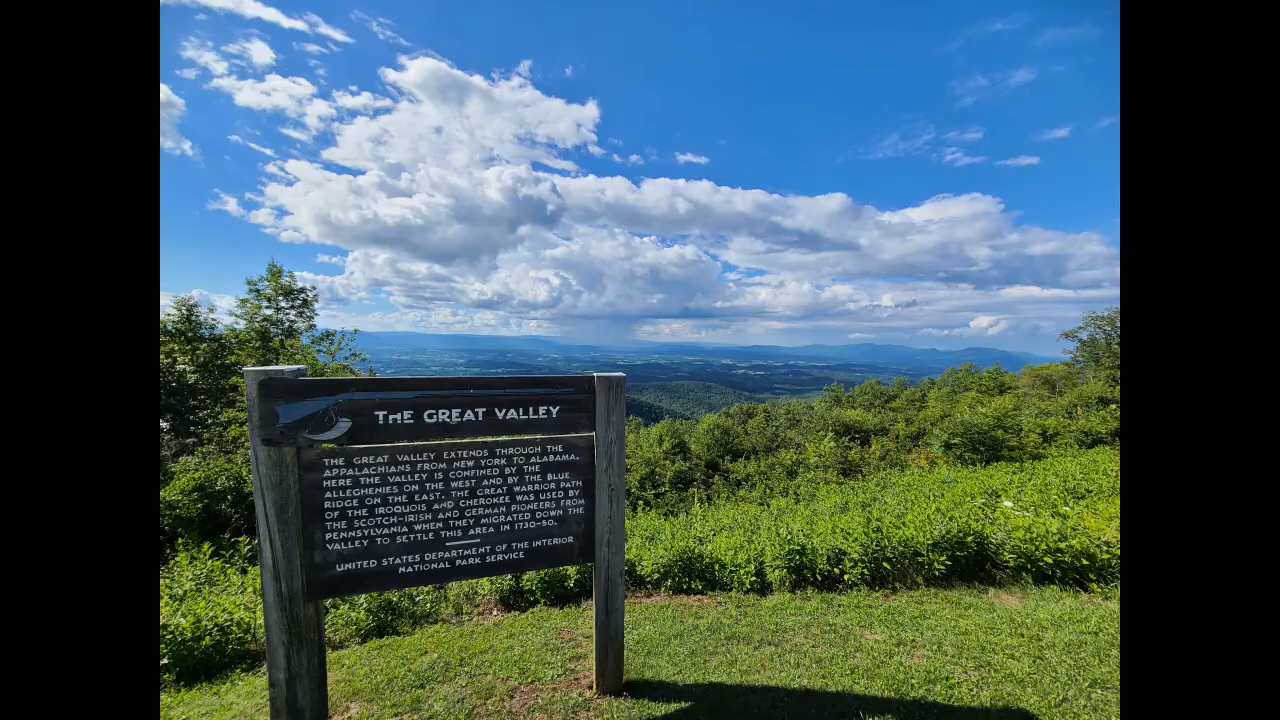 THE GREAT VALLEY
THE GREAT VALLEY EXTENDS THROUGH THE
APPALACHIANS FROM NEW YORK TO ALABAMA.
HERE THE VALLEY IS CONFINED BY THE
ALLEGHENIES ON THE WEST AND BY THE BLUE
RIDGE ON THE EAST. THE GREAT WARRIOR PATH
OF THE IROQUOIS AND CHEROKEE WAS USED BY
THE SCOTCH-IRISH AND GERMAN PIONEERS FROM
PENNSYLVANIA WHEN THEY MIGRATED DOWN THE
VALLEY TO SETTLE THIS AREA IN 1730-50.
UNITED STATES DEPARTMENT OF THE INTERIOR
NATIONAL PARK SERVICE